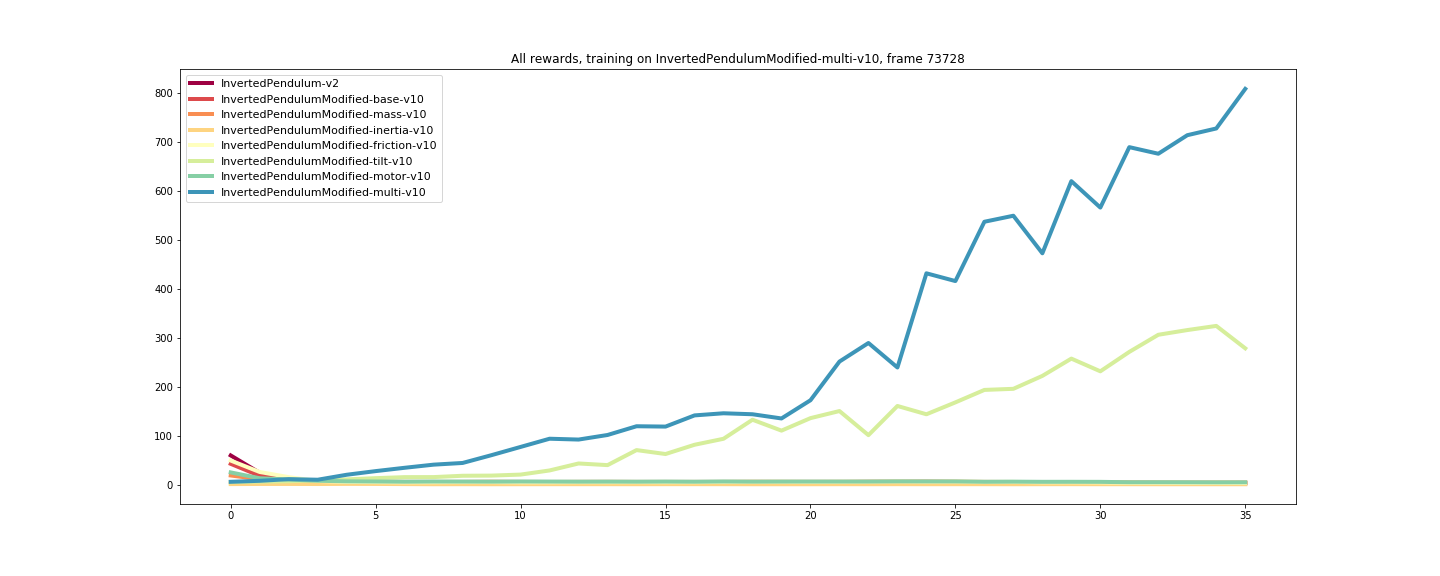 All rewards, training on InvertedPendulumModified-multi-v10, frame 73728
InvertedPendulum-v2
InvertedPendulumModified-base-v10
InvertedPendulumModified-mass-v10
InvertedPendulumModified-inertia-v10
InvertedPendulumModified-friction-v10
InvertedPendulumModified-tilt-v10
InvertedPendulumModified-motor-v10
InvertedPendulumModified-multi-v10
800
700
600
500
400
300
200
100
0
0 5 10 15 20 25 30 35